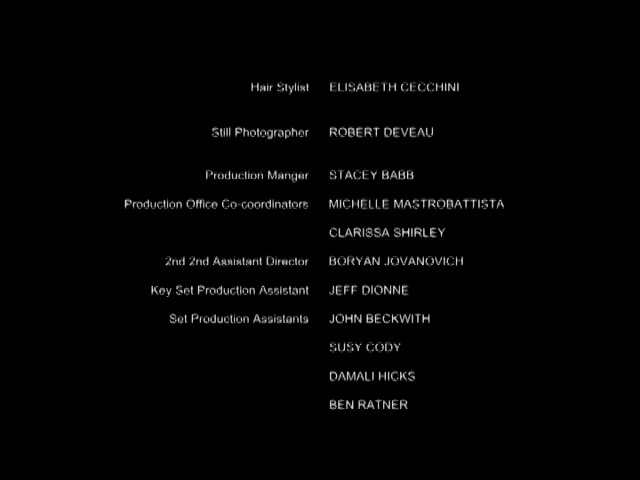 Hair Stylist ELISABETH CECCHINI
Still Photographer ROBERT DEVEAU
Production Manger STACEY BABB
Production Office Co-coordinators MICHELLE MASTROBATTISTA
CLARISSA SHIRLEY
2nd 2nd Assistant Director BORYAN JOVANOVICH
Key Set Production Assistant JEFF DIONNE
Set Production Assistants JOHN BECKWITH
SUSY CODY
DAMALI HICKS
BEN RATNER